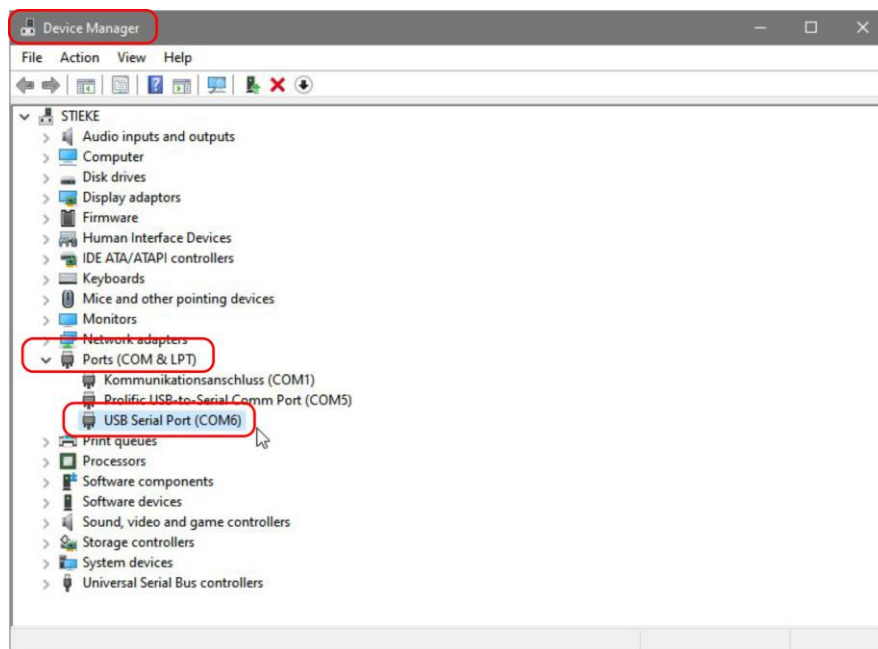 Device Manager
File Action View Help
STIEKE
Audio inputs and outputs
Computer
Disk drives
Display adaptors
Firmware
Human Interface Devices
IDE ATA/ATAPI controllers
Keyboards
Mice and other pointing devices
Monitors
Network adapters
Ports (COM & LPT)
Kommunikationsanschluss (COM1)
Prolific USB-to-Serial Comm Port (COM5)
USB Serial Port (COM6)
Print queues
Processors
Software components
Software devices
Sound, video and game controllers
Storage controllers
System devices
Universal Serial Bus controllers